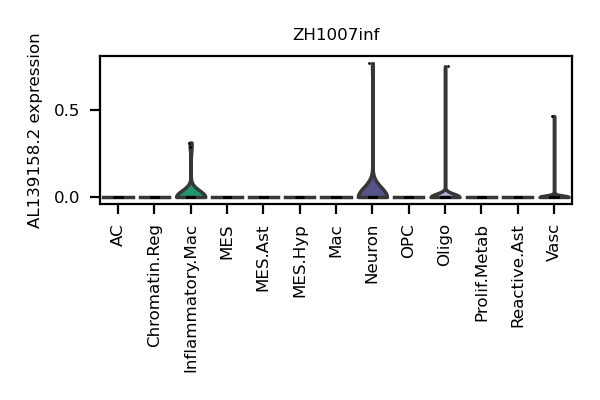 ZH1007inf
AL139158.2 expression
0.5
0.0
AC
Chromatin.Reg
Inflammatory.Mac
MES
MES.Ast
MES.Hyp
Mac
Neuron
OPC
Oligo
Prolif.Metab
Reactive.Ast
Vasc